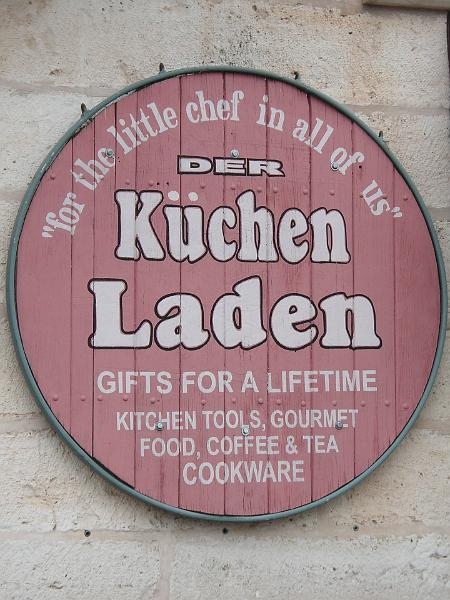 "for the little chef in all of us"
DER
Küchen
Laden
GIFTS FOR A LIFETIME
KITCHEN TOOLS, GOURMET
FOOD, COFFEE & TEA
COOKWARE